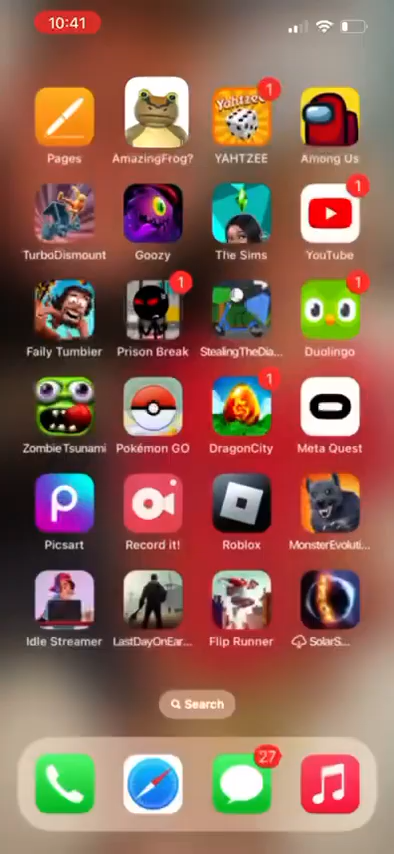 10:41
1
Yahtzee
Pages
AmazingFrog?
YAHTZEE
Among Us
1
TurboDismount
Goozy
The Sims
YouTube
1
1
Faily Tumbler
Prison Break
StealingTheDia...
Duolingo
1
Zombie Tsunami
Pokémon GO
DragonCity
Meta Quest
Picsart
Record it!
Roblox
MonsterEvoluti...
Idle Streamer
LastDayOnEar...
Flip Runner
SolarS...
Search
27